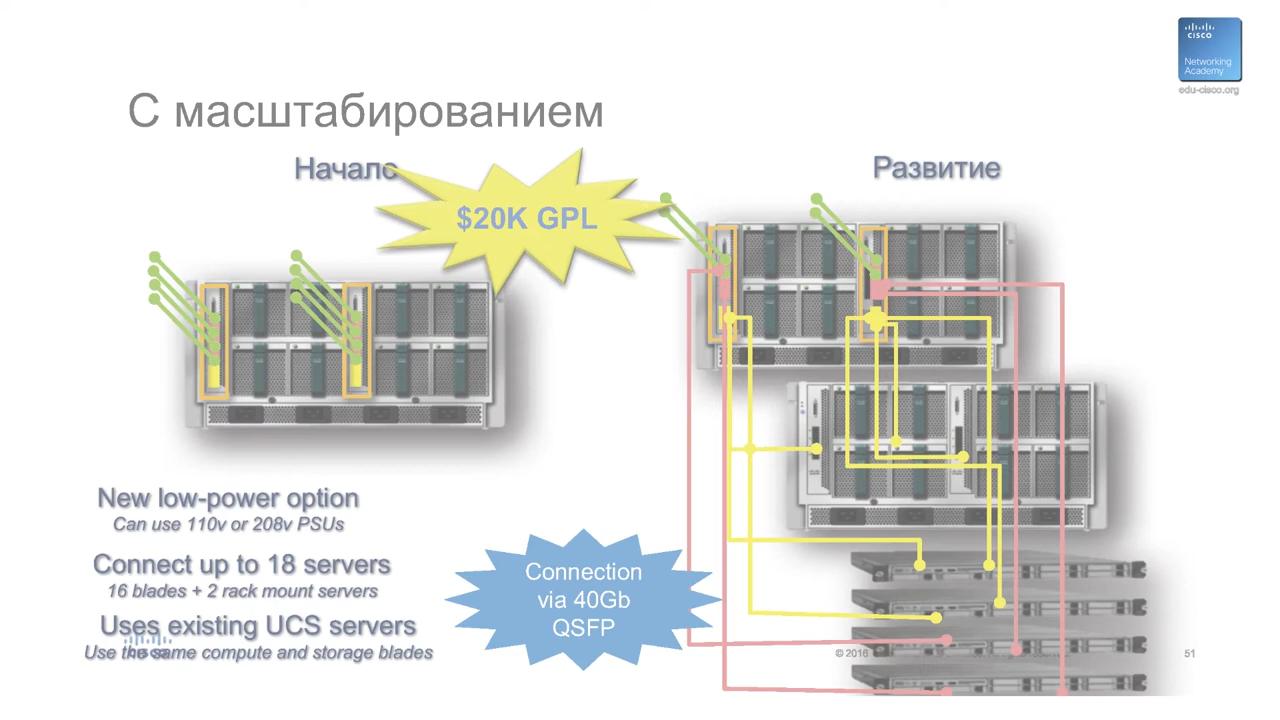 cisco
Networking
Academy
edu-cisco.org
С масштабированием
Начало
Развитие
$20K GPL
New low-power option
Can use 110v or 208v PSUs
Connect up to 18 servers
16 blades + 2 rack mount servers
Uses existing UCS servers
Use the same compute and storage blades
Connection
via 40Gb
QSFP
© 2016
51